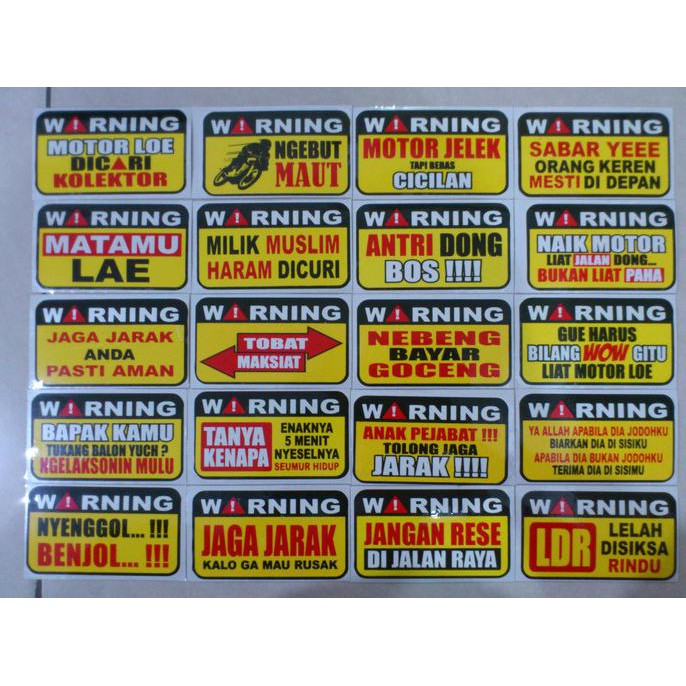 WARNING
MOTOR LOE
DICARI
KOLEKTOR
WARNING
NGEBUT
MAUT
WARNING
MOTOR JELEK
TAPI BEBAS
CICILAN
WARNING
SABAR YEEE
ORANG KEREN
MESTI DI DEPAN
WARNING
MATAMU
LAE
WARNING
MILIK MUSLIM
HARAM DICURI
WARNING
ANTRI DONG
BOS !!!!
WARNING
NAIK MOTOR
LIAT JALAN DONG...
BUKAN LIAT PAHA
WARNING
JAGA JARAK
ANDA
PASTI AMAN
WARNING
TOBAT
MAKSIAT
WARNING
NEBENG
BAYAR
GOCENG
WARNING
GUE HARUS
BILANG WOW GITU
LIAT MOTOR LOE
WARNING
BAPAK KAMU
TUKANG BALON YUCH ?
NGELAKSONIN MULU
WARNING
TANYA
KENAPA
ENAKNYA
5 MENIT
NYESELNYA
SEUMUR HIDUP
WARNING
ANAK PEJABAT !!!
TOLONG JAGA
JARAK !!!!
WARNING
YA ALLAH APABILA DIA JODOHKU
BIARKAN DIA DI SISIKU
APABILA DIA BUKAN JODOHKU
TERIMA DIA DI SISIMU
WARNING
NYENGGOL... !!!
BENJOL... !!!
WARNING
JAGA JARAK
KALO GA MAU RUSAK
WARNING
JANGAN RESE
DI JALAN RAYA
WARNING
LDR
LELAH
DISIKSA
RINDU